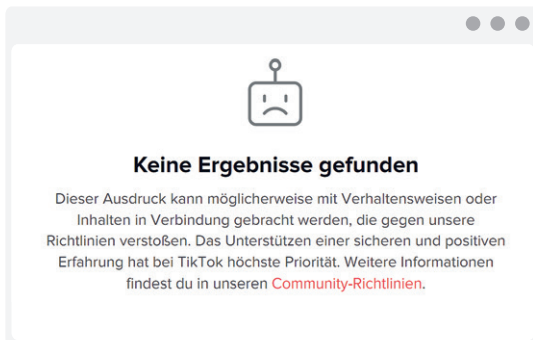 Keine Ergebnisse gefunden
Dieser Ausdruck kann möglicherweise mit Verhaltensweisen oder
Inhalten in Verbindung gebracht werden, die gegen unsere
Richtlinien verstoßen. Das Unterstützen einer sicheren und positiven
Erfahrung hat bei TikTok höchste Priorität. Weitere Informationen
findest du in unseren Community-Richtlinien.